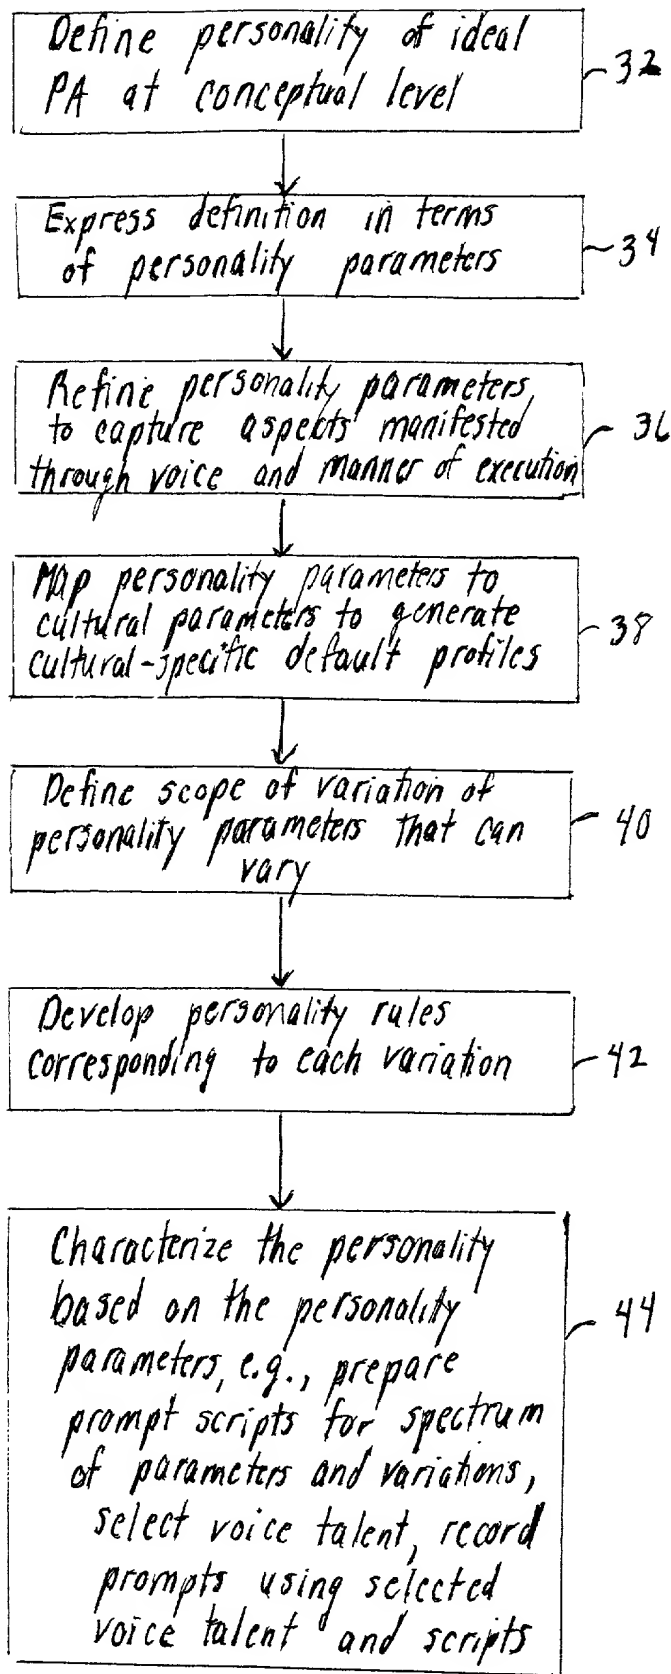 Define personality of ideal
PA at conceptual level
32
Express definition in terms
of personality parameters
34
Refine personality parameters,
to capture aspects manifested
through voice and manner of execution
36
Map personality parameters to
cultural parameters to generate
cultural-specific default profiles
38
Define scope of variation of
personality parameters that can
vary
40
Develop personality rules
corresponding to each variation
42
Characterize the personality
based on the personality
parameters, e.g., prepare
prompt scripts for spectrum
of parameters and variations,
select voice talent, record
prompts using selected
voice talent and scripts
44